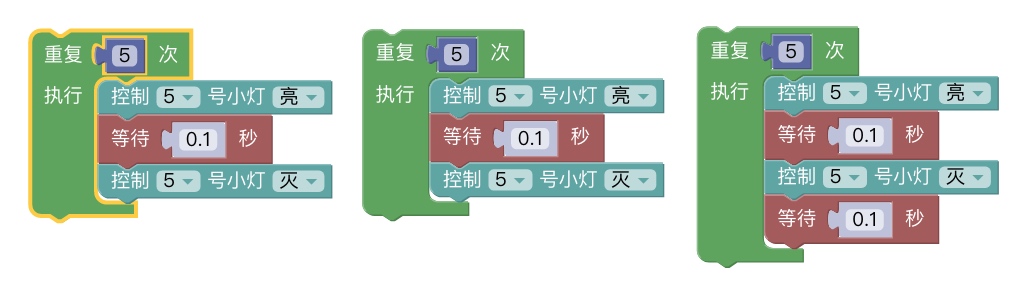 重复 5 次
执行
控制 5 号小灯 亮
等待 0.1 秒
控制 5 号小灯 灭
重复 5 次
执行
控制 5 号小灯 亮
等待 0.1 秒
控制 5 号小灯 灭
重复 5 次
执行
控制 5 号小灯 亮
等待 0.1 秒
控制 5 号小灯 灭
等待 0.1 秒